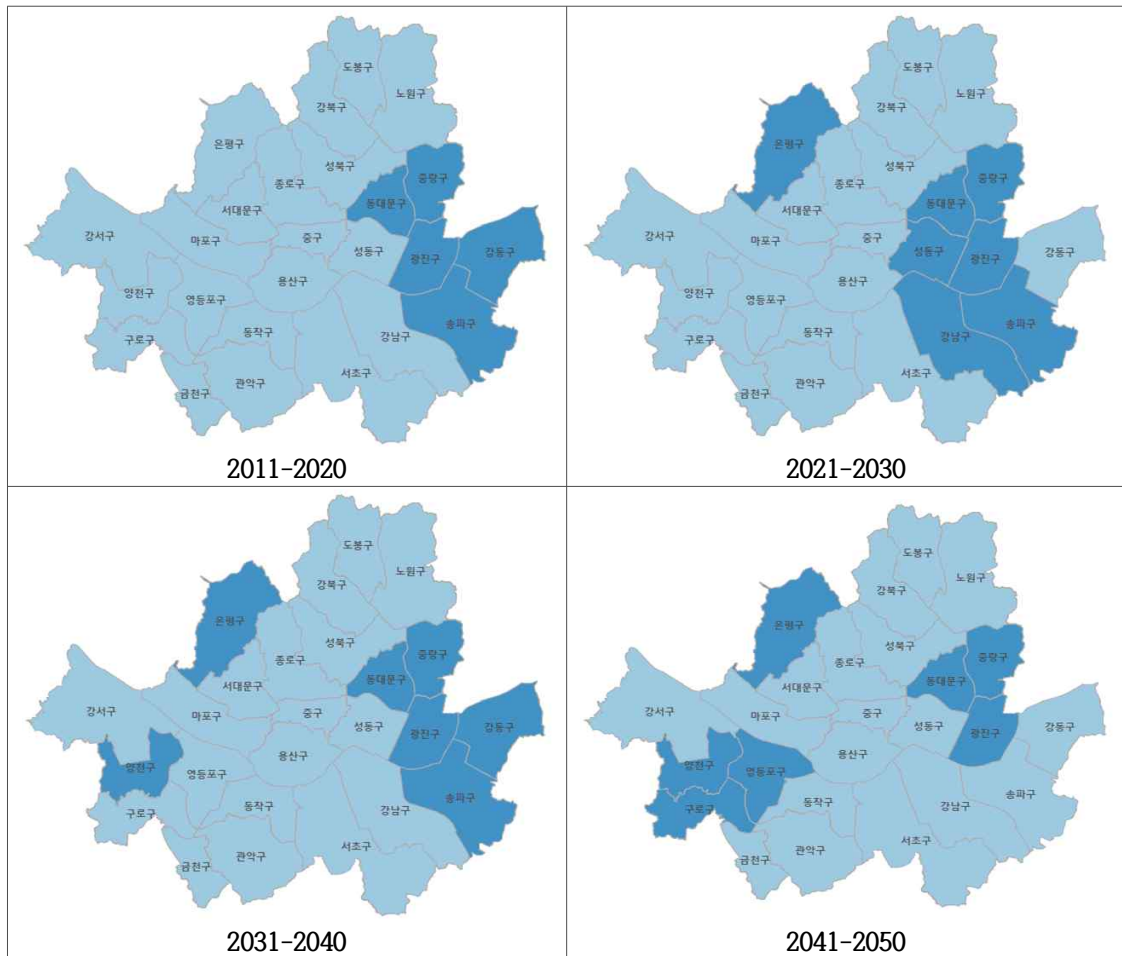 도봉구
노원구
강북구
은평구
성북구
중랑구
종로구
동대문구
서대문구
강서구
마포구
중구
성동구
광진구
강동구
용산구
양천구
영등포구
송파구
동작구
강남구
구로구
서초구
관악구
금천구
2011-2020
도봉구
노원구
강북구
은평구
성북구
중랑구
종로구
동대문구
서대문구
강서구
마포구
중구
성동구
광진구
강동구
용산구
양천구
영등포구
송파구
동작구
강남구
구로구
서초구
관악구
금천구
2021-2030
도봉구
노원구
강북구
은평구
성북구
중랑구
종로구
동대문구
서대문구
강서구
마포구
중구
성동구
광진구
강동구
용산구
양천구
영등포구
송파구
동작구
강남구
구로구
서초구
관악구
금천구
2031-2040
도봉구
노원구
강북구
은평구
성북구
중랑구
종로구
동대문구
서대문구
강서구
마포구
중구
성동구
광진구
강동구
용산구
양천구
영등포구
송파구
동작구
강남구
구로구
서초구
관악구
금천구
2041-2050